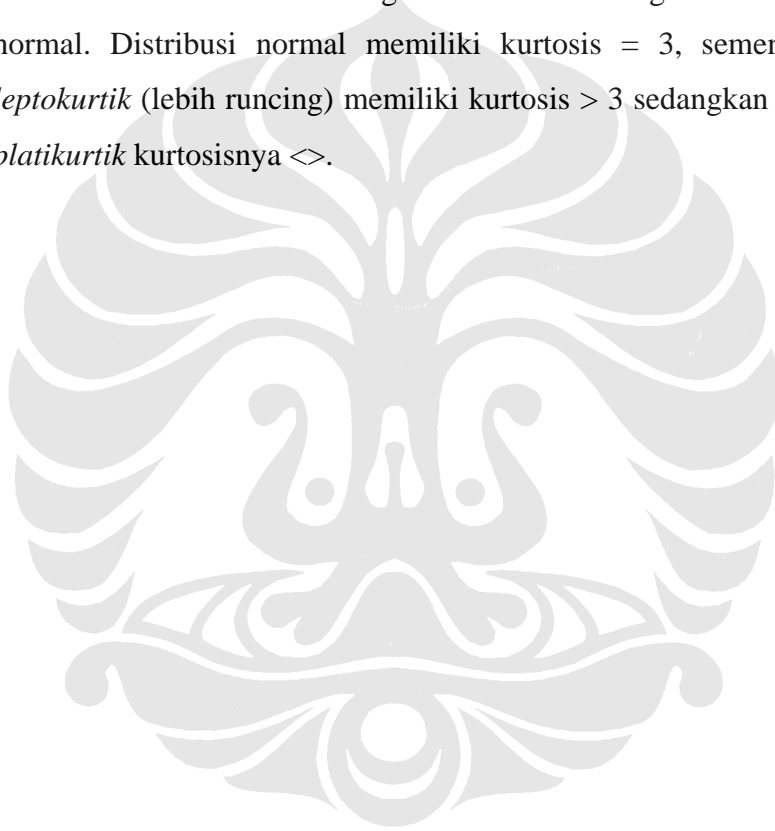 normal. Distribusi normal memiliki kurtosis = 3, semen
leptokurtik (lebih runcing) memiliki kurtosis > 3 sedangkan
platikurtik kurtosisnya <>.